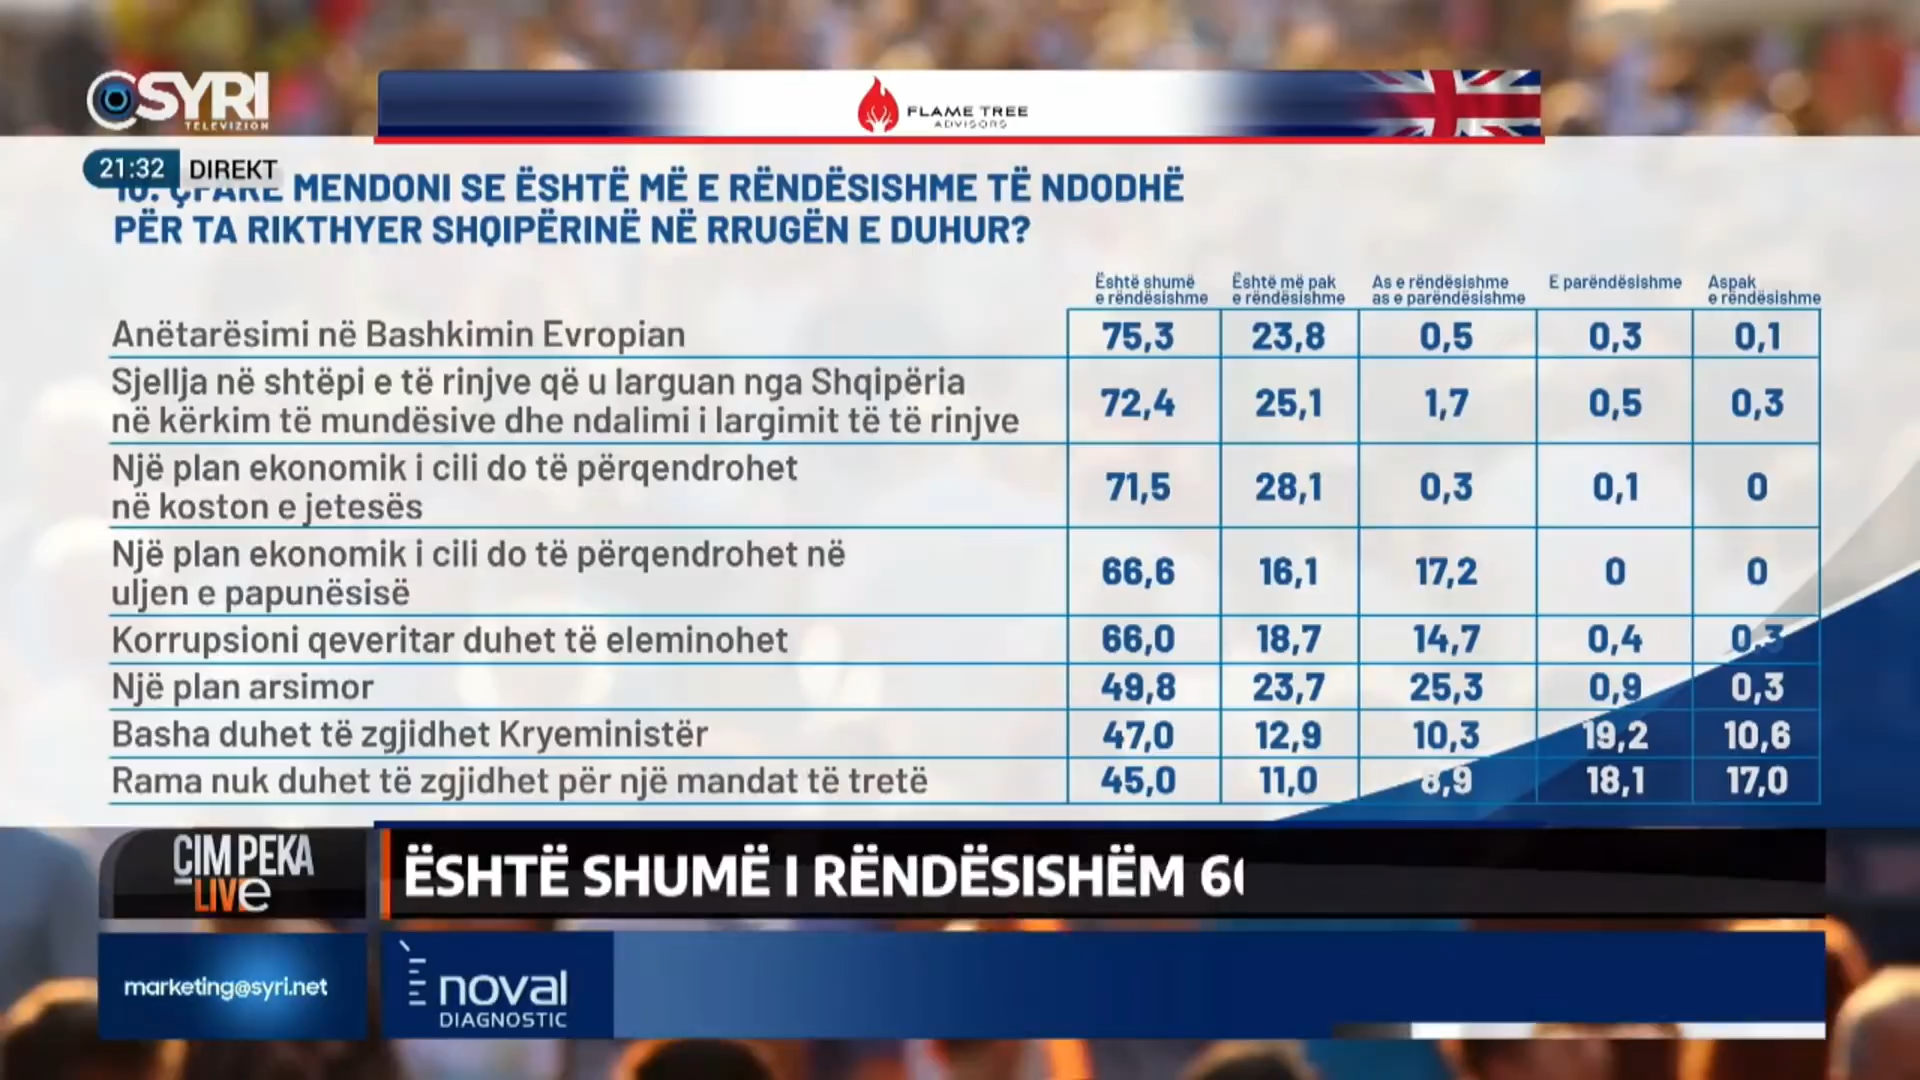 SYRI
TELEVIZION
FLAME TREE
ADVISORS
21:32 DIREKT
MENDONI SE ËSHTË MË E RËNDËSISHME TË NDODHË
PËR TA RIKTHYER SHQIPËRINË NË RRUGËN E DUHUR?
Është shumë e rëndësishme Është më pak e rëndësishme As e rëndësishme as e parëndësishme E parëndësishme Aspak e rëndësishme
Anëtarësimi në Bashkimin Evropian 75,3 23,8 0,5 0,3 0,1
Sjellja në shtëpi e të rinjve që u larguan nga Shqipëria
në kërkim të mundësive dhe ndalimi i largimit të të rinjve 72,4 25,1 1,7 0,5 0,3
Një plan ekonomik i cili do të përqendrohet
në koston e jetesës 71,5 28,1 0,3 0,1 0
Një plan ekonomik i cili do të përqendrohet në
uljen e papunësisë 66,6 16,1 17,2 0 0
Korrupsioni qeveritar duhet të eleminohet 66,0 18,7 14,7 0,4 0,3
Një plan arsimor 49,8 23,7 25,3 0,9 0,3
Basha duhet të zgjidhet Kryeministër 47,0 12,9 10,3 19,2 10,6
Rama nuk duhet të zgjidhet për një mandat të tretë 45,0 11,0 8,9 18,1 17,0
ÇIM PEKA
LIVE
ËSHTË SHUMË I RËNDËSISHËM
marketing@syri.net
noval
DIAGNOSTIC